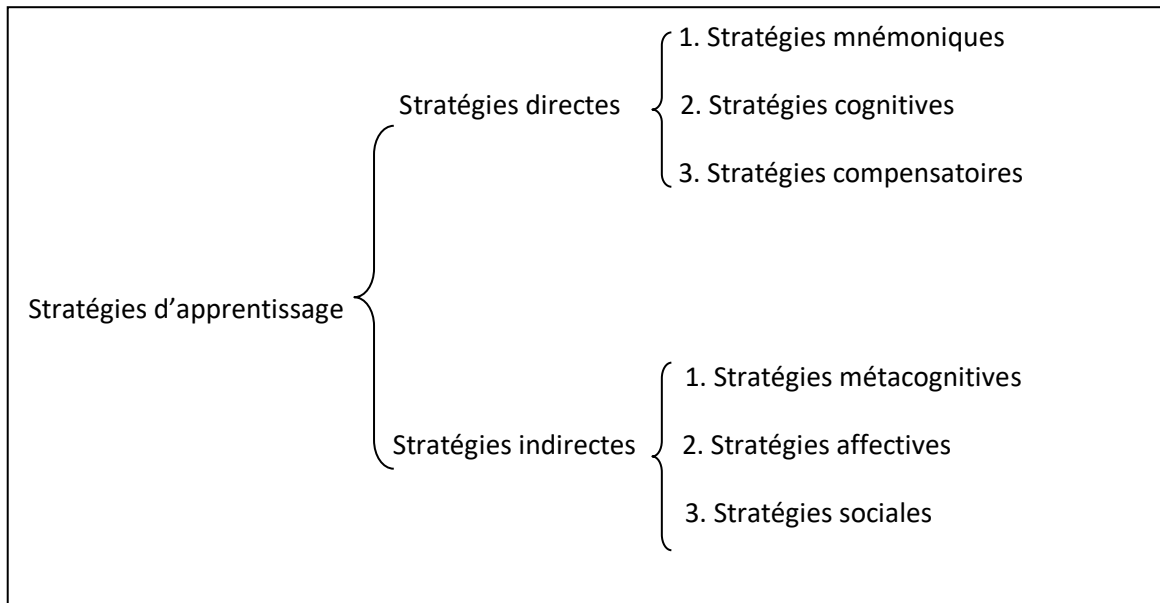 1. Stratégies mnémoniques
Stratégies directes
2. Stratégies cognitives
3. Stratégies compensatoires
Stratégies d’apprentissage
1. Stratégies métacognitives
Stratégies indirectes
2. Stratégies affectives
3. Stratégies sociales